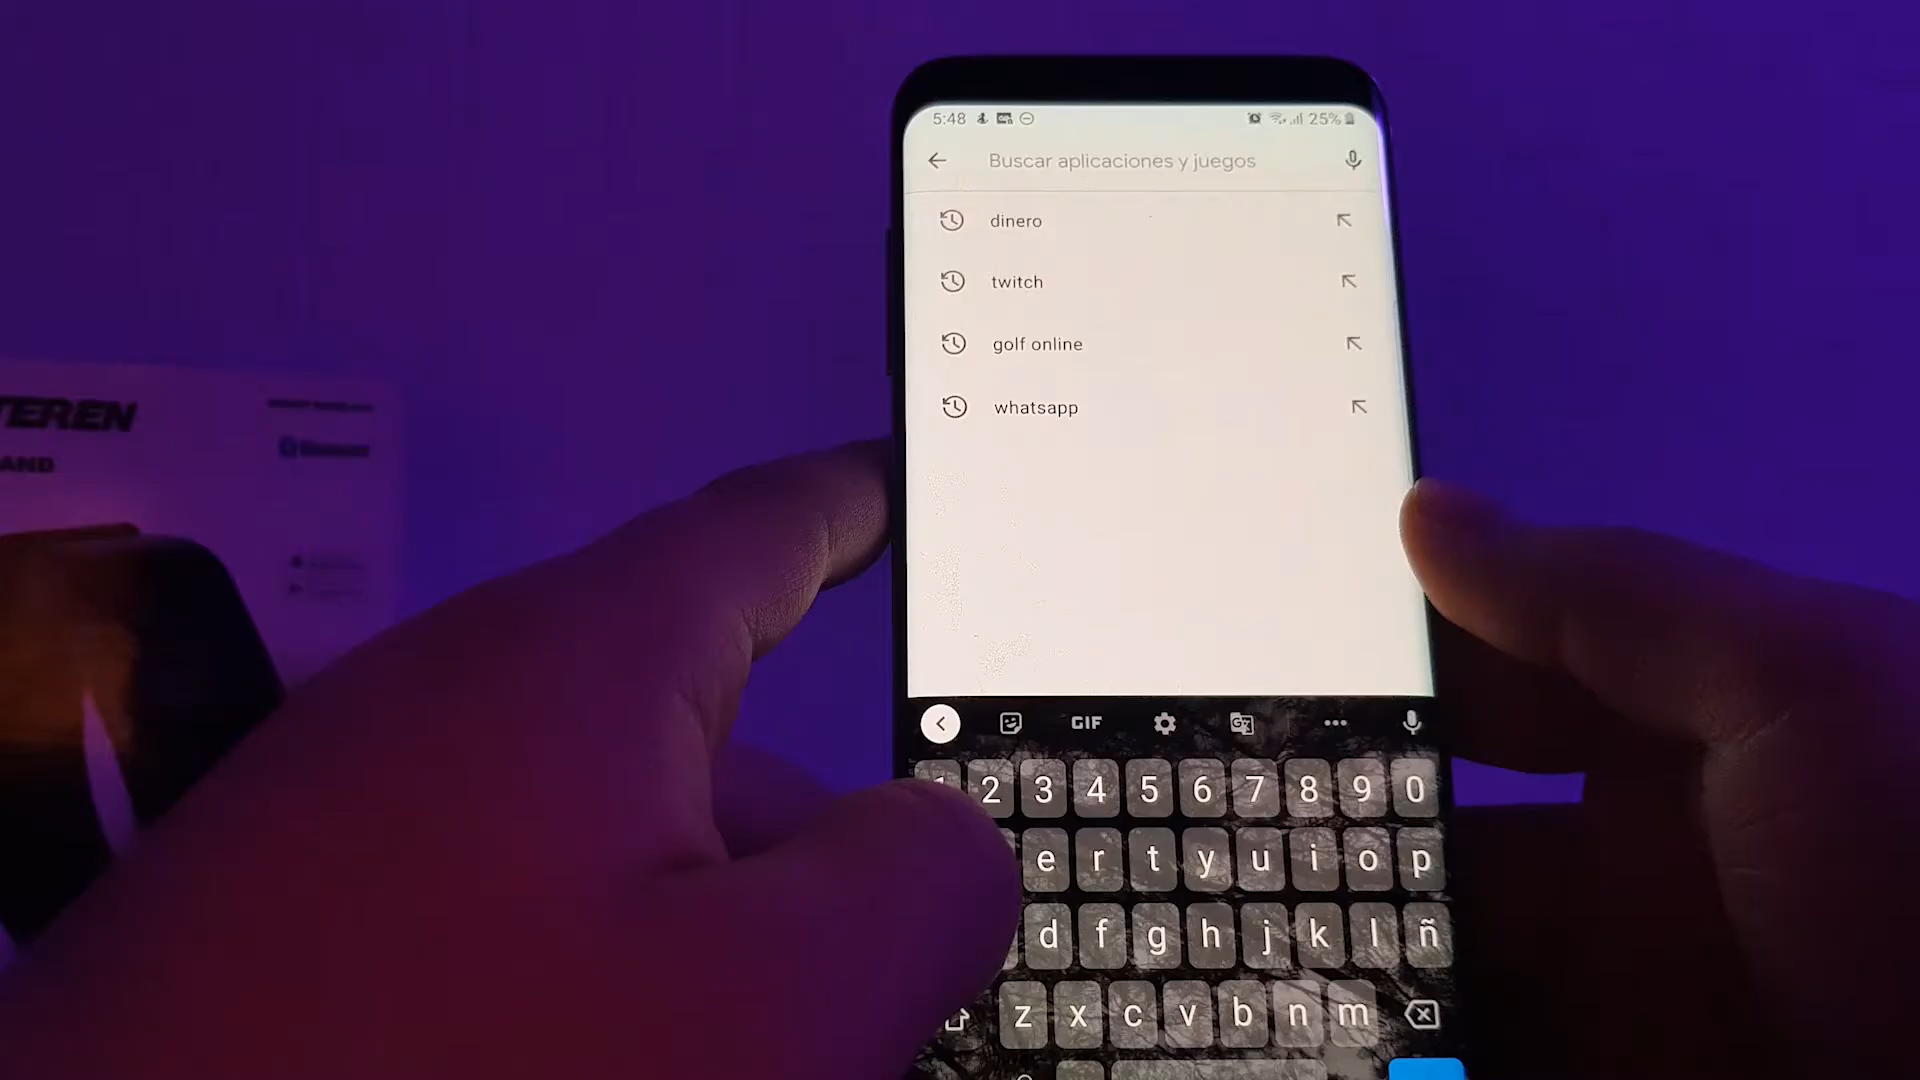 TEREN
AND
5:48 25%
Buscar aplicaciones y juegos
dinero
twitch
golf online
whatsapp
GIF
1 2 3 4 5 6 7 8 9 0
e r t y u i o p
d f g h j k l ñ
z x c v b n m